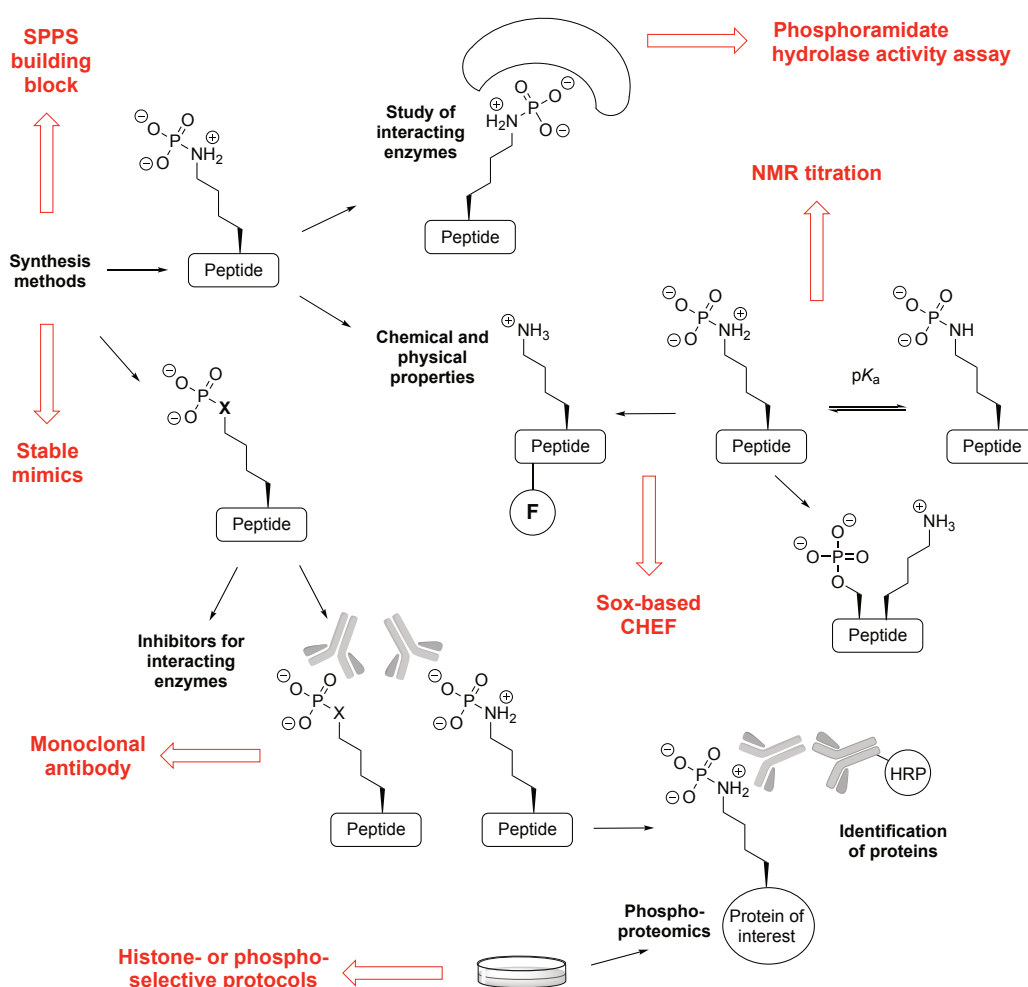 SPPS
building
block
Phosphoramidate
hydrolase activity assay
Study of
interacting
enzymes
⊖O O
P
⊖O NH2⊕
O O⊖
P
H2N⊕ O⊖
NMR titration
Synthesis
methods
Peptide
Peptide
Chemical and
physical
properties
⊕NH3
⊖O O
P
⊖O NH2⊕
⊖O O
P
⊖O NH
pKa
⊖O O
P
⊖O X
Stable
mimics
Peptide
Peptide
Peptide
Peptide
F
O⊖
⊖O P O
O
⊕NH3
Sox-based
CHEF
Peptide
Inhibitors for
interacting
enzymes
⊖O O
P
⊖O X
⊖O O
P
⊖O NH2⊕
Monoclonal
antibody
⊖O O
P
⊖O NH2⊕
HRP
Peptide
Peptide
Identification
of proteins
Phospho-
proteomics
Protein of
interest
Histone- or phospho-
selective protocols